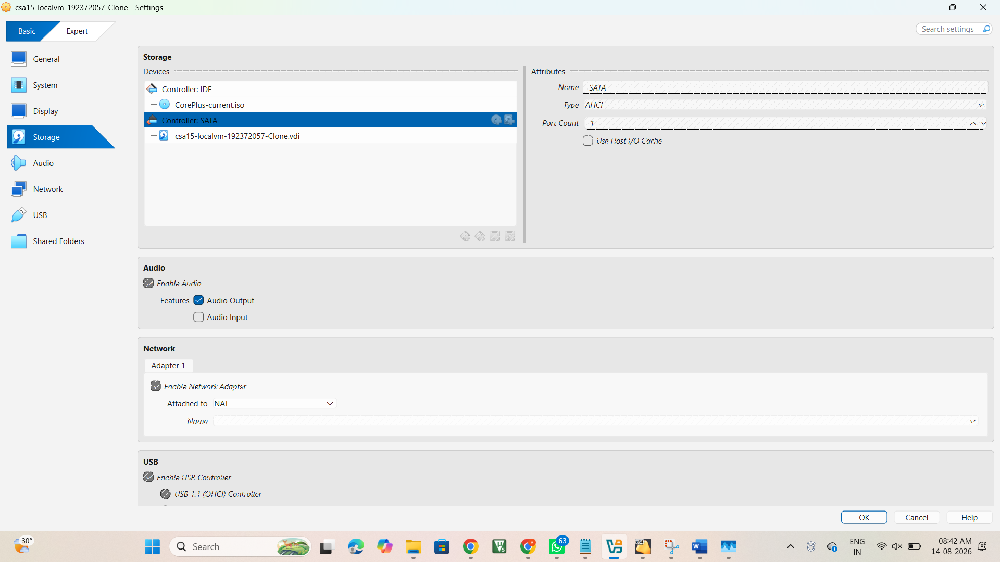 csa15-localvm-192372057-Clone - Settings
Basic
Expert
Search settings
General
System
Display
Storage
Audio
Network
USB
Shared Folders
Storage
Devices
Controller: IDE
CorePlus-current.iso
Controller: SATA
csa15-localvm-192372057-Clone.vdi
Attributes
Name SATA
Type AHCI
Port Count 1
Use Host I/O Cache
Audio
Enable Audio
Features Audio Output
Audio Input
Network
Adapter 1
Enable Network Adapter
Attached to NAT
Name
USB
Enable USB Controller
USB 1.1 (OHCI) Controller
OK
Cancel
Help
30°
Search
63
x64
ENG
IN
08:42 AM
14-08-2026